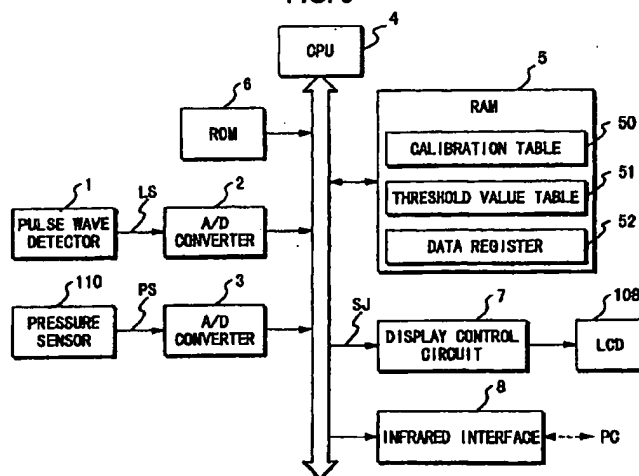 4
CPU
6
ROM
5
RAM
50
CALIBRATION TABLE
51
THRESHOLD VALUE TABLE
52
DATA REGISTER
1
PULSE WAVE
DETECTOR
LS
2
A/D
CONVERTER
110
PRESSURE
SENSOR
PS
3
A/D
CONVERTER
SJ
7
DISPLAY CONTROL
CIRCUIT
108
LCD
8
INFRARED INTERFACE
PC